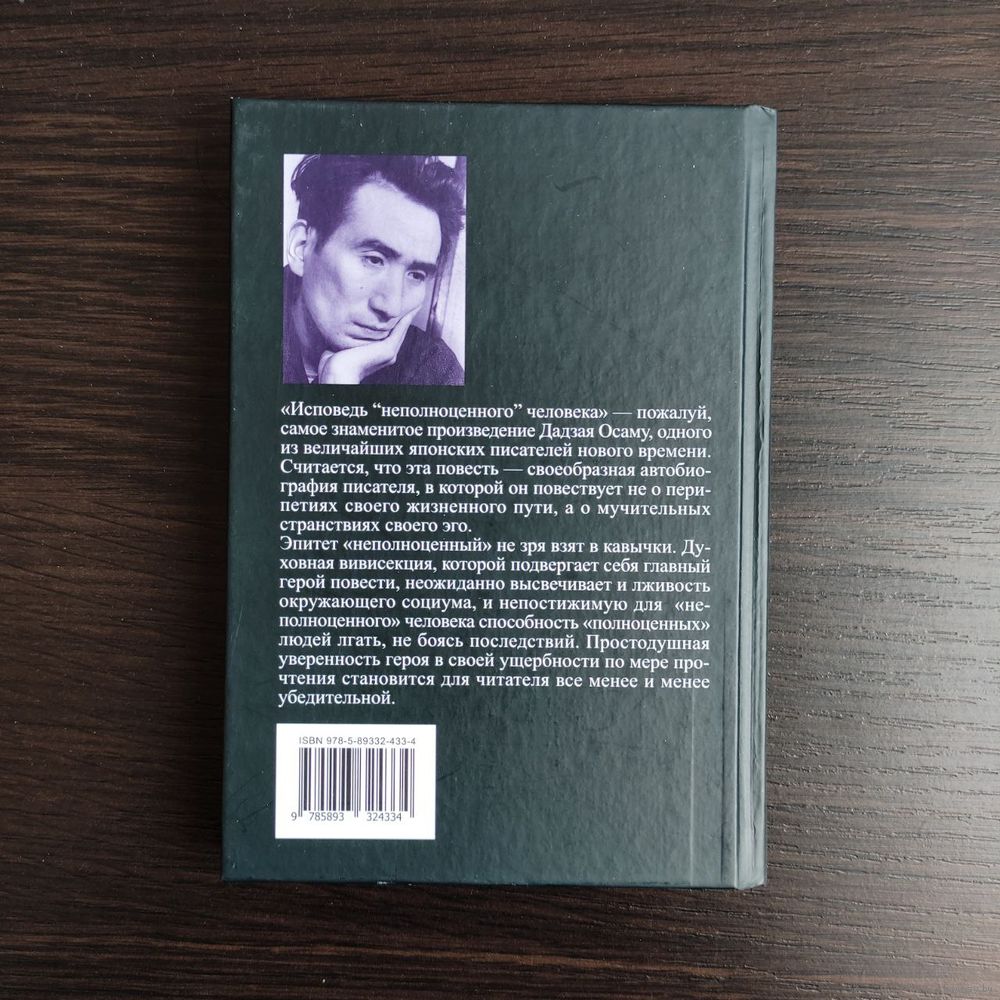 «Исповедь “неполноценного” человека» — пожалуй,
самое знаменитое произведение Дадзая Осаму, одного
из величайших японских писателей нового времени.
Считается, что эта повесть — своеобразная автобио-
графия писателя, в которой он повествует не о пери-
петиях своего жизненного пути, а о мучительных
странствиях своего эго.
Эпитет «неполноценный» не зря взят в кавычки. Ду-
ховная вивисекция, которой подвергает себя главный
герой повести, неожиданно высвечивает и лживость
окружающего социума, и непостижимую для «не-
полноценного» человека способность «полноценных»
людей лгать, не боясь последствий. Простодушная
уверенность героя в своей ущербности по мере про-
чтения становится для читателя все менее и менее
убедительной.
ISBN 978-5-89332-433-4
9 785893 324334